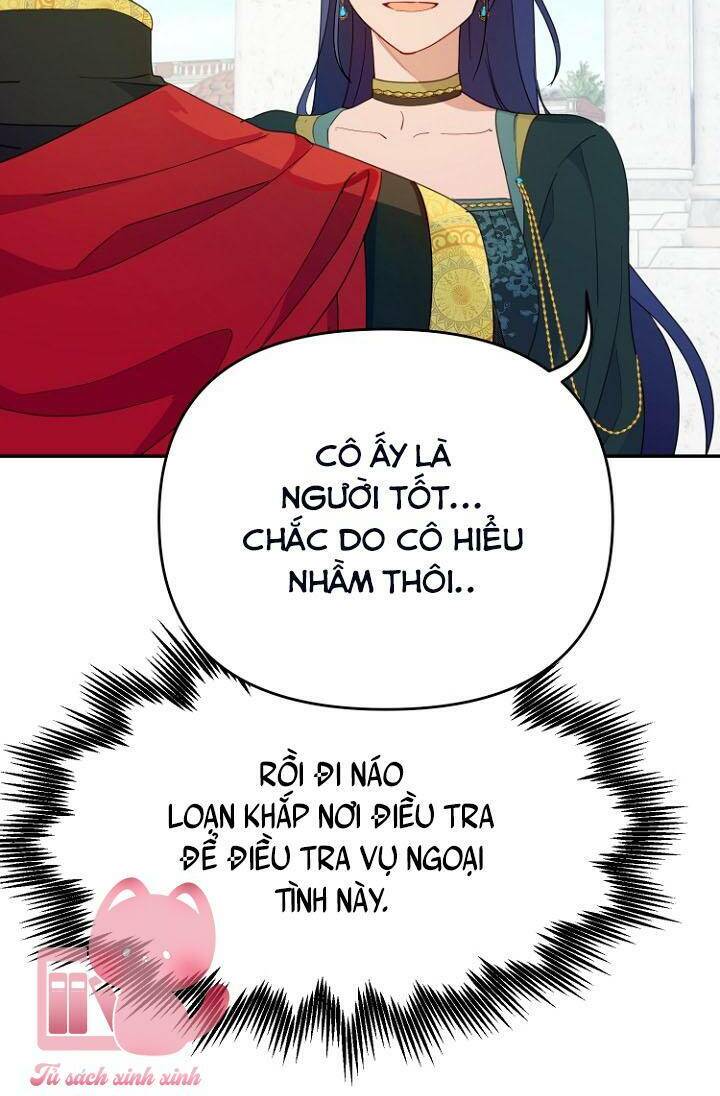 CÔ ẤY LÀ
NGƯỜI TỐT...
CHẮC DO CÔ HIỂU
NHẦM THÔI..
RỒI ĐI NÁO
LOẠN KHẮP NƠI ĐIỀU TRA
ĐỂ ĐIỀU TRA VỤ NGOẠI
TÌNH NÀY.
Tủ sách xinh xinh